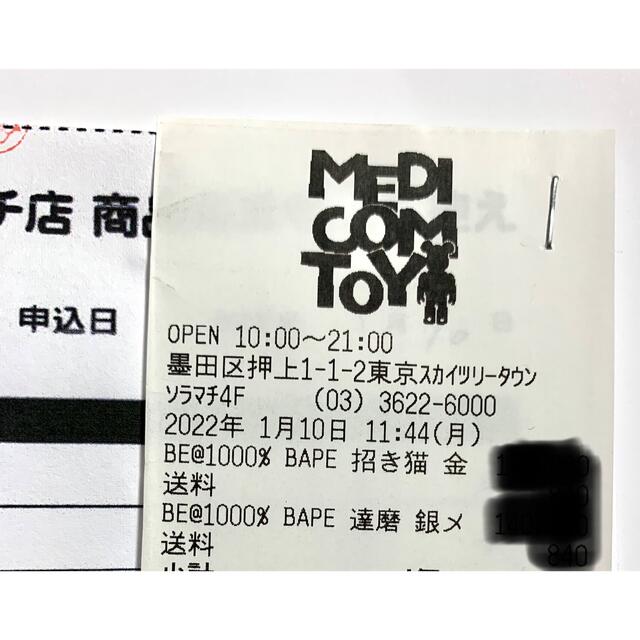 チ店 商品
申込日
MEDI
COM
TOY
OPEN 10:00〜21:00
墨田区押上1-1-2東京ｽｶｲﾂﾘｰﾀｳﾝ
ｿﾗﾏﾁ4F (03) 3622-6000
2022年 1月10日 11:44(月)
BE@1000% BAPE 招き猫 金
送料
BE@1000% BAPE 達磨 銀メ
送料 840
小計